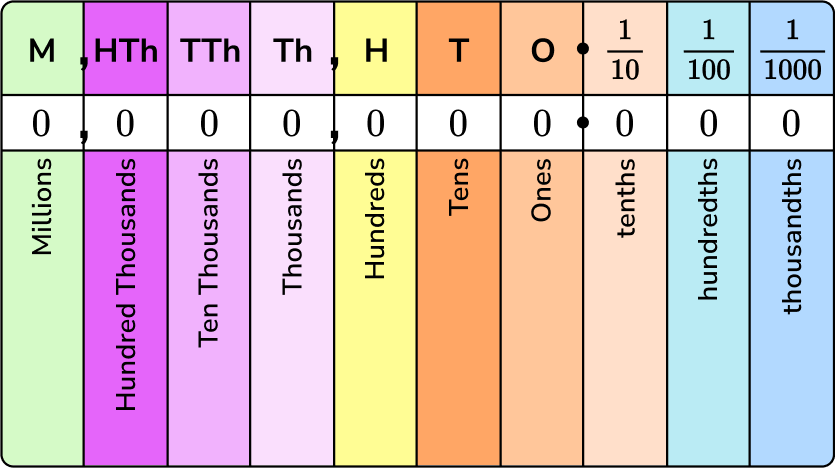 M , HTh TTh Th , H T O • 1/10 1/100 1/1000
0 , 0 0 0 , 0 0 0 • 0 0 0
Millions
Hundred Thousands
Ten Thousands
Thousands
Hundreds
Tens
Ones
tenths
hundredths
thousandths